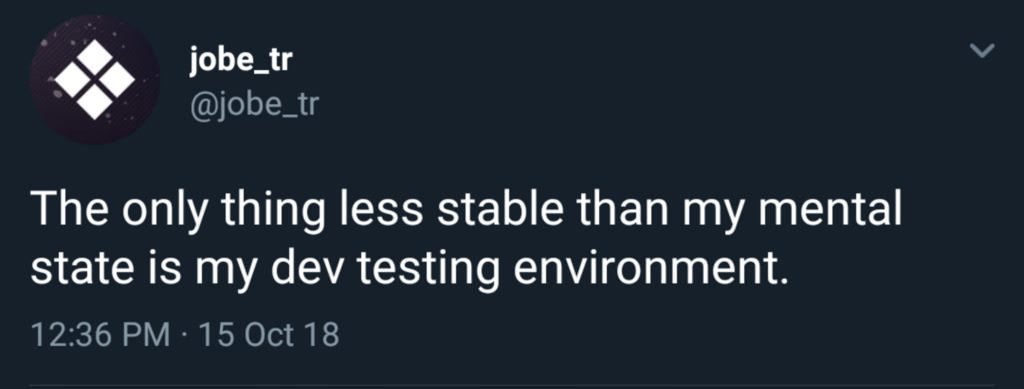 jobe_tr
@jobe_tr
The only thing less stable than my mental
state is my dev testing environment.
12:36 PM · 15 Oct 18